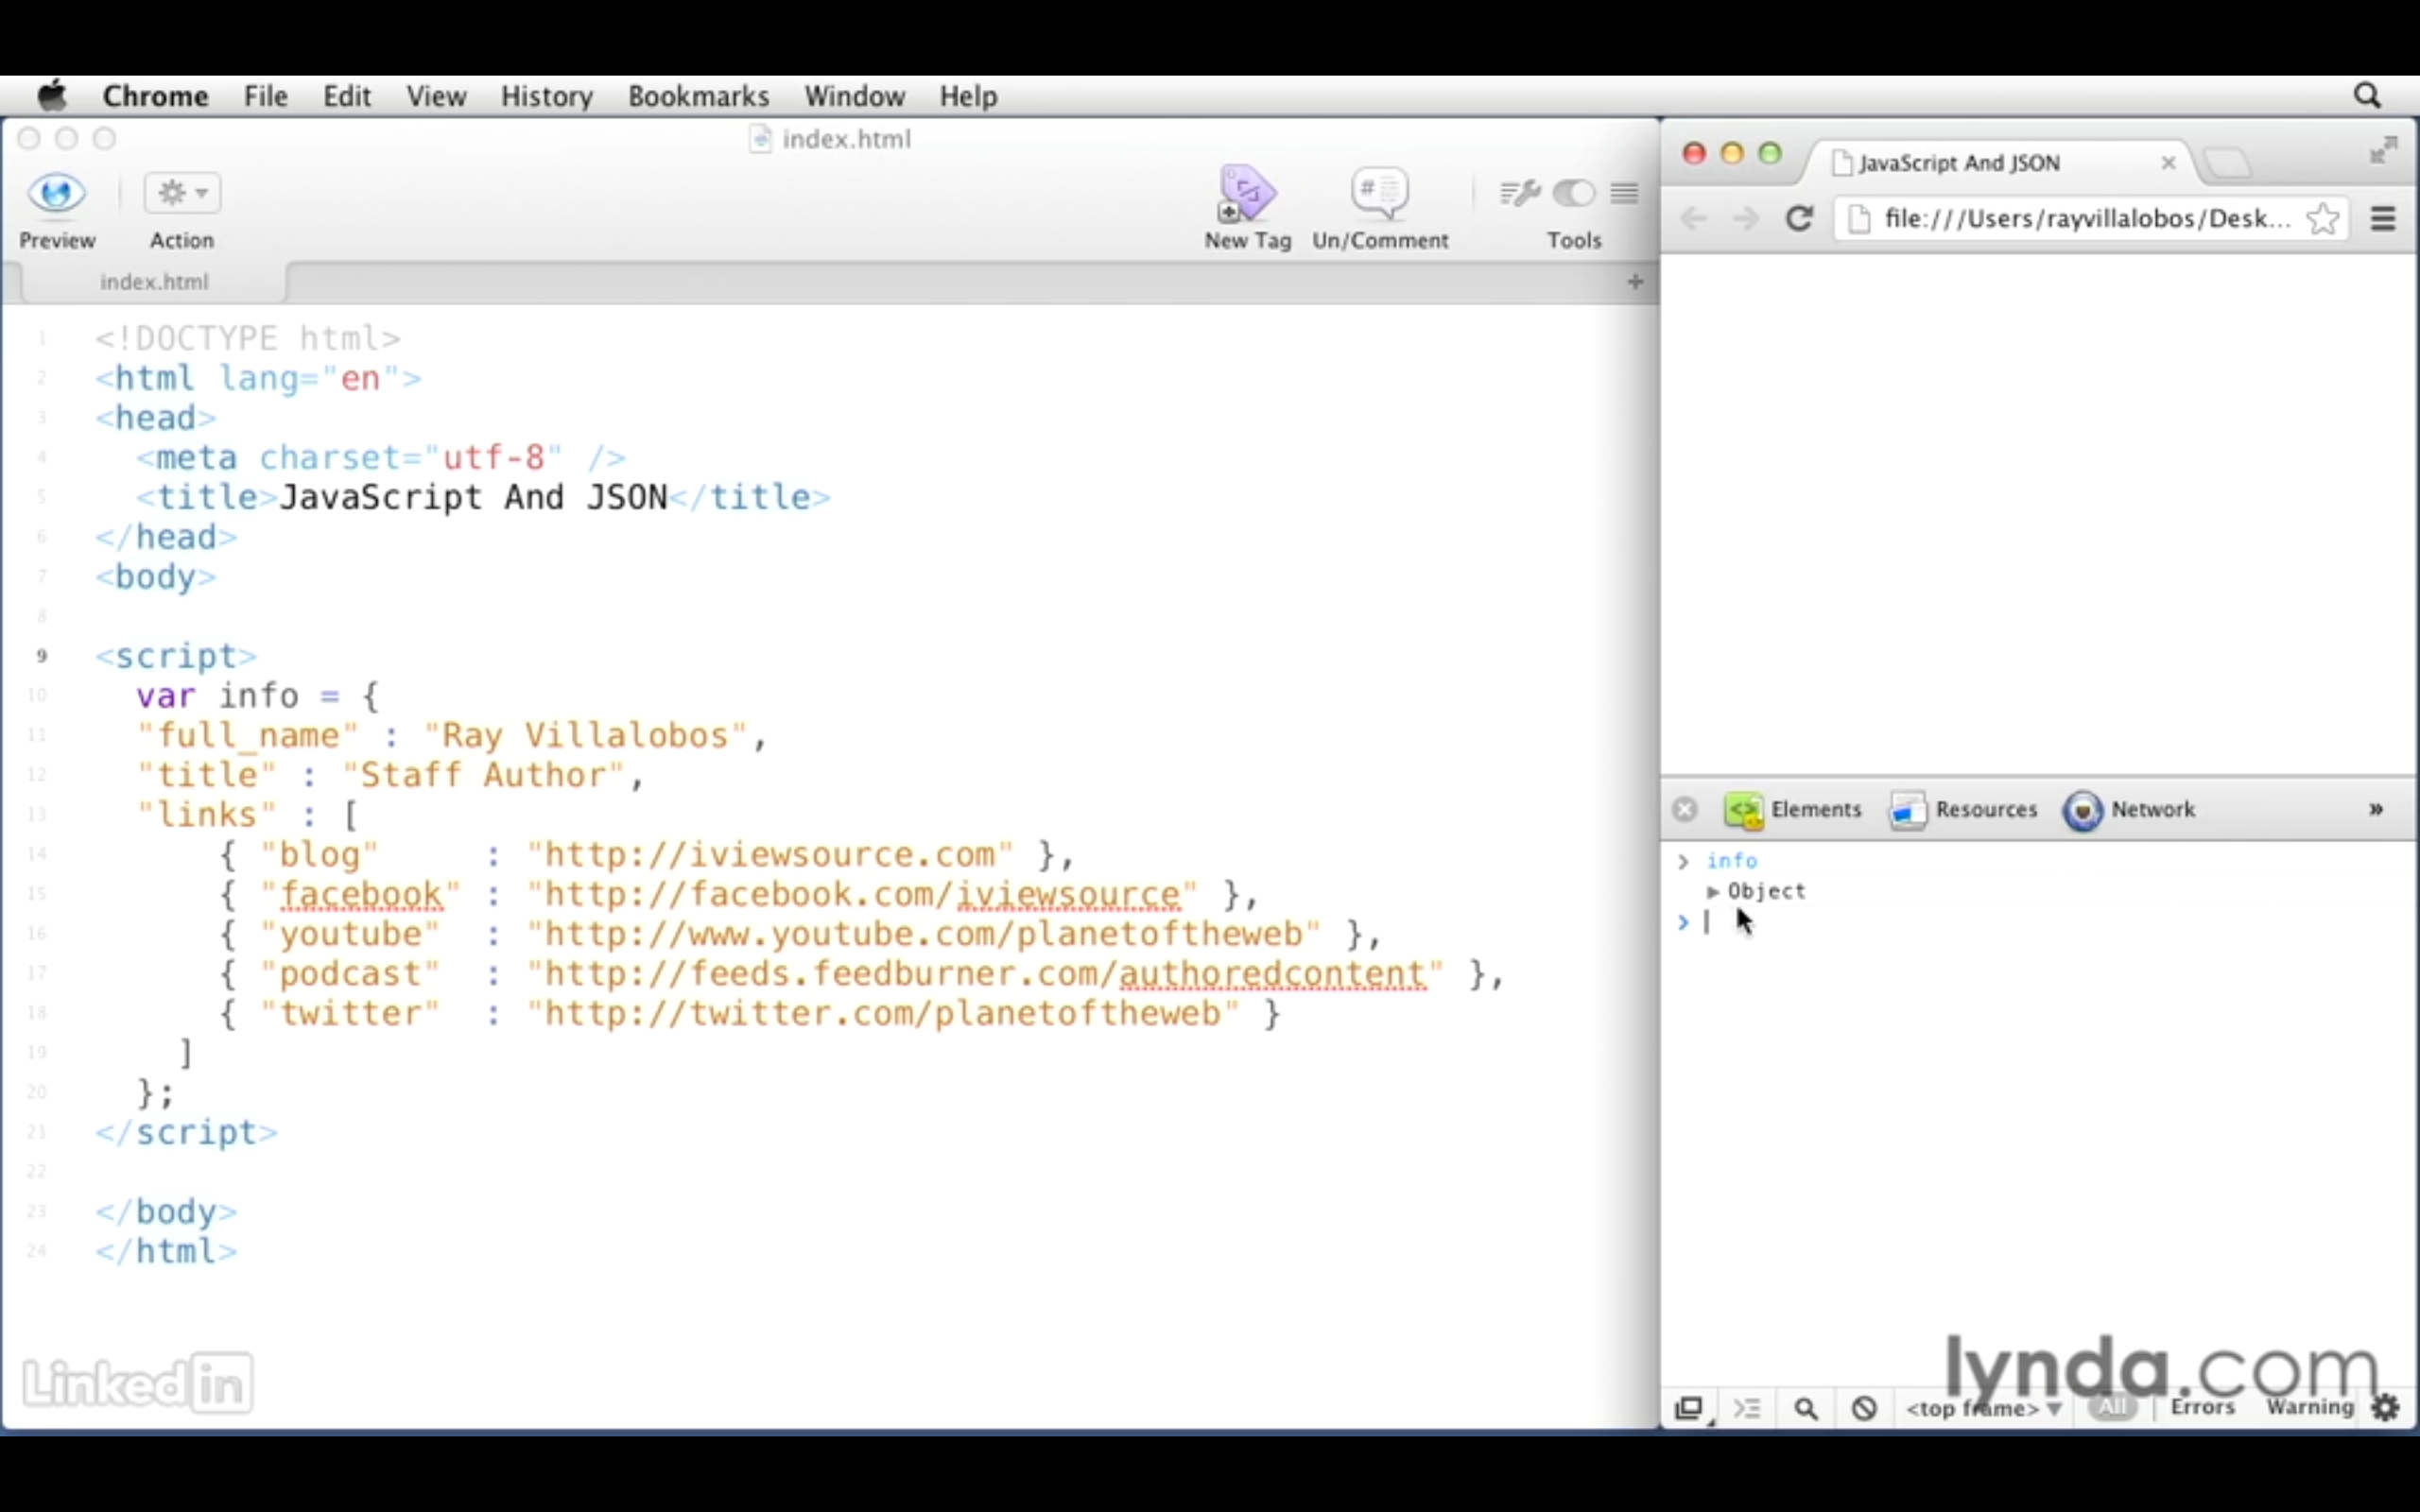 Chrome File Edit View History Bookmarks Window Help
index.html
Preview Action New Tag Un/Comment Tools
index.html
1 <!DOCTYPE html>
2 <html lang="en">
3 <head>
4 <meta charset="utf-8" />
5 <title>JavaScript And JSON</title>
6 </head>
7 <body>
8
9 <script>
10 var info = {
11 "full_name" : "Ray Villalobos",
12 "title" : "Staff Author",
13 "links" : [
14 { "blog" : "http://iviewsource.com" },
15 { "facebook" : "http://facebook.com/iviewsource" },
16 { "youtube" : "http://www.youtube.com/planetoftheweb" },
17 { "podcast" : "http://feeds.feedburner.com/authoredcontent" },
18 { "twitter" : "http://twitter.com/planetoftheweb" }
19 ]
20 };
21 </script>
22
23 </body>
24 </html>
Linked in
JavaScript And JSON
file:///Users/rayvillalobos/Desk...
Elements Resources Network »
> info
Object
>
lynda.com
<top frame> All Errors Warning